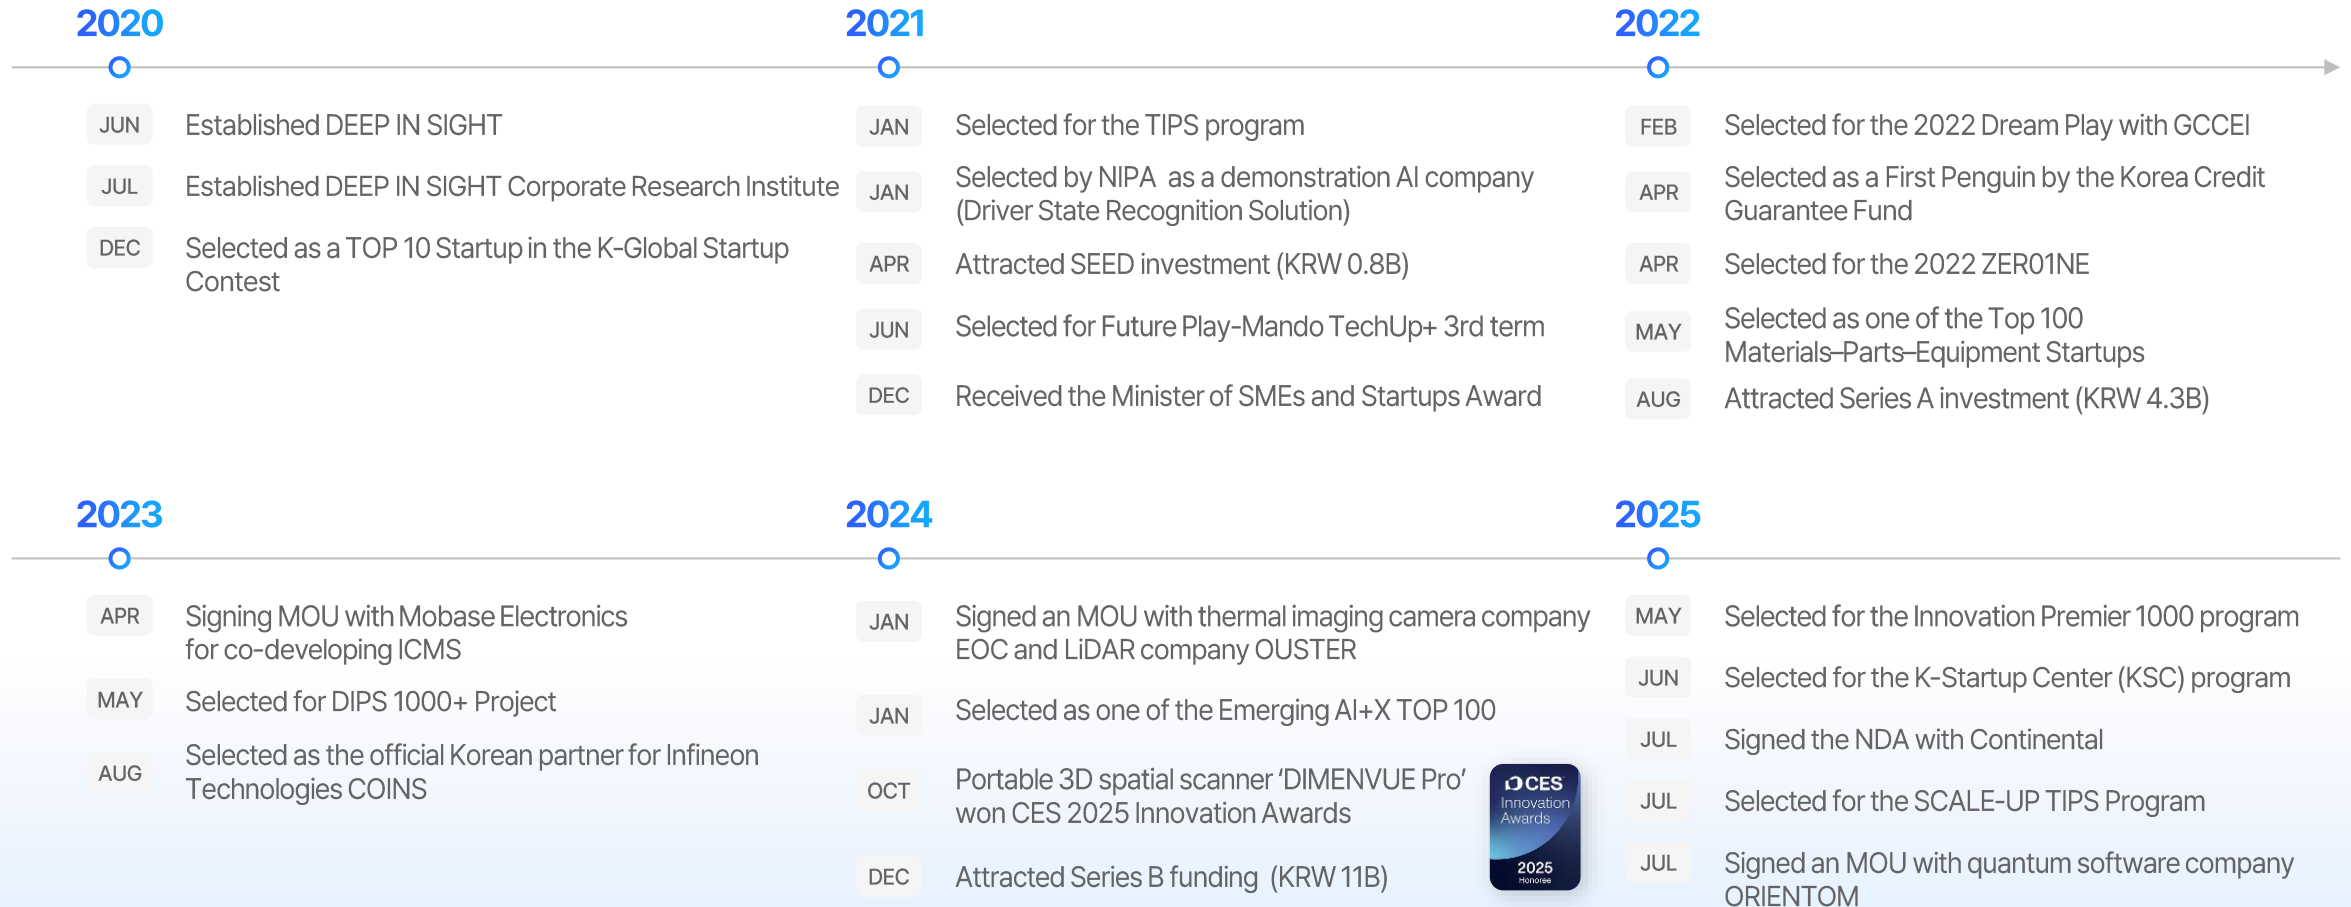 2020
JUN
Established DEEP IN SIGHT
JUL
Established DEEP IN SIGHT Corporate Research Institute
DEC
Selected as a TOP 10 Startup in the K-Global Startup
Contest
2021
JAN
Selected for the TIPS program
JAN
Selected by NIPA as a demonstration AI company
(Driver State Recognition Solution)
APR
Attracted SEED investment (KRW 0.8B)
JUN
Selected for Future Play-Mando TechUp+ 3rd term
DEC
Received the Minister of SMEs and Startups Award
2022
FEB
Selected for the 2022 Dream Play with GCCEI
APR
Selected as a First Penguin by the Korea Credit
Guarantee Fund
APR
Selected for the 2022 ZER01NE
MAY
Selected as one of the Top 100
Materials–Parts–Equipment Startups
AUG
Attracted Series A investment (KRW 4.3B)
2023
APR
Signing MOU with Mobase Electronics
for co-developing ICMS
MAY
Selected for DIPS 1000+ Project
AUG
Selected as the official Korean partner for Infineon
Technologies COINS
2024
JAN
Signed an MOU with thermal imaging camera company
EOC and LiDAR company OUSTER
JAN
Selected as one of the Emerging AI+X TOP 100
OCT
Portable 3D spatial scanner ‘DIMENVUE Pro’
won CES 2025 Innovation Awards
DEC
Attracted Series B funding (KRW 11B)
CES
Innovation
Awards
2025
Honoree
2025
MAY
Selected for the Innovation Premier 1000 program
JUN
Selected for the K-Startup Center (KSC) program
JUL
Signed the NDA with Continental
JUL
Selected for the SCALE-UP TIPS Program
JUL
Signed an MOU with quantum software company
ORIENTOM